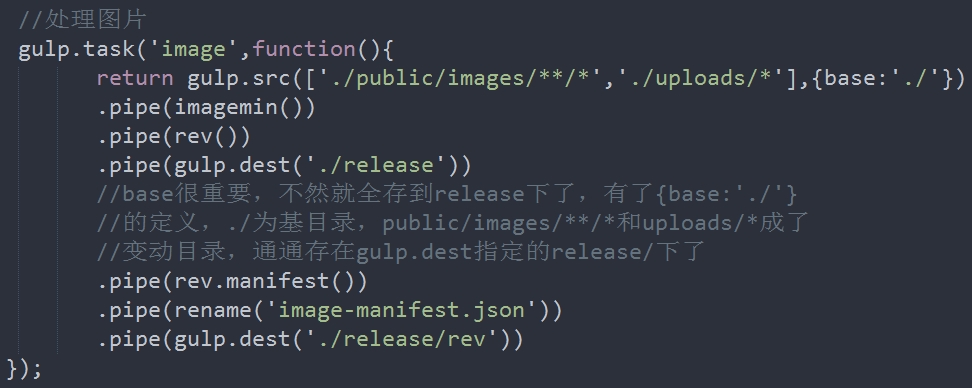 //处理图片
gulp.task('image',function(){
return gulp.src(['./public/images/**/*','./uploads/*'],{base:'./'})
.pipe(imagemin())
.pipe(rev())
.pipe(gulp.dest('./release'))
//base很重要，不然就全存到release下了，有了{base:'./'}
//的定义，./为基目录，public/images/**/*和uploads/*成了
//变动目录，通通存在gulp.dest指定的release/下了
.pipe(rev.manifest())
.pipe(rename('image-manifest.json'))
.pipe(gulp.dest('./release/rev'))
});